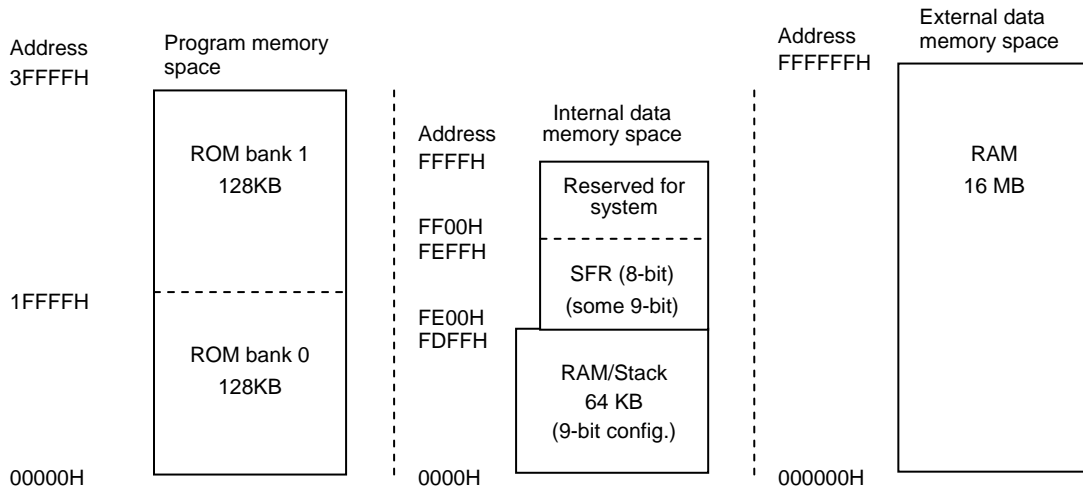 Address
3FFFFH
Program memory
space
ROM bank 1
128KB
1FFFFH
ROM bank 0
128KB
00000H
Address
FFFFH
Internal data
memory space
Reserved for
system
FF00H
FEFFH
SFR (8-bit)
(some 9-bit)
FE00H
FDFFH
RAM/Stack
64 KB
(9-bit config.)
0000H
Address
FFFFFFH
External data
memory space
RAM
16 MB
000000H